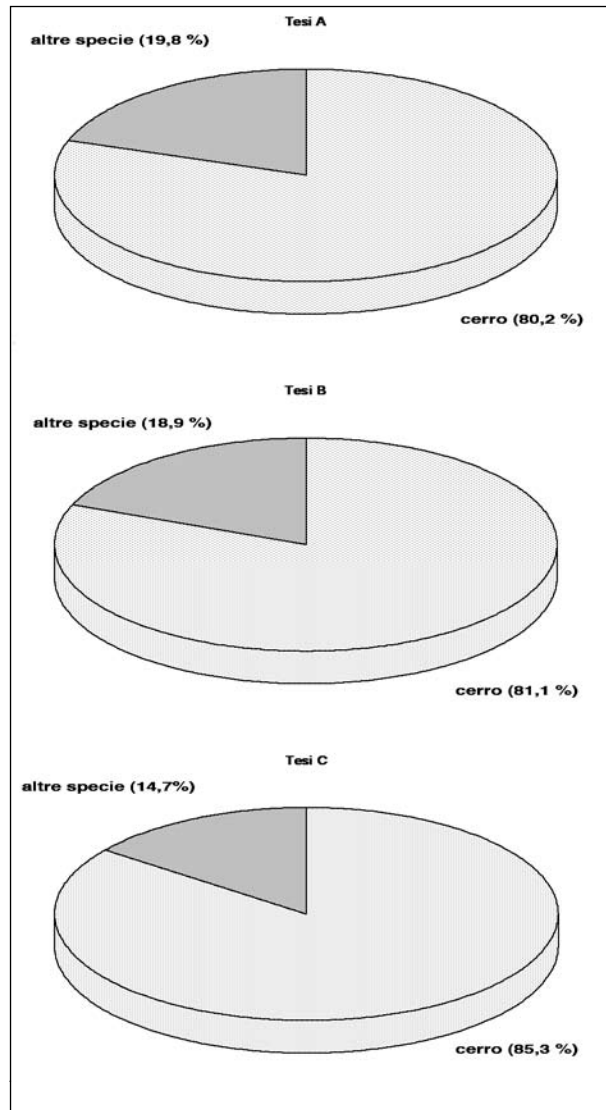 Tesi A
altre specie (19,8 %)
cerro (80,2 %)
Tesi B
altre specie (18,9 %)
cerro (81,1 %)
Tesi C
altre specie (14,7%)
cerro (85,3 %)